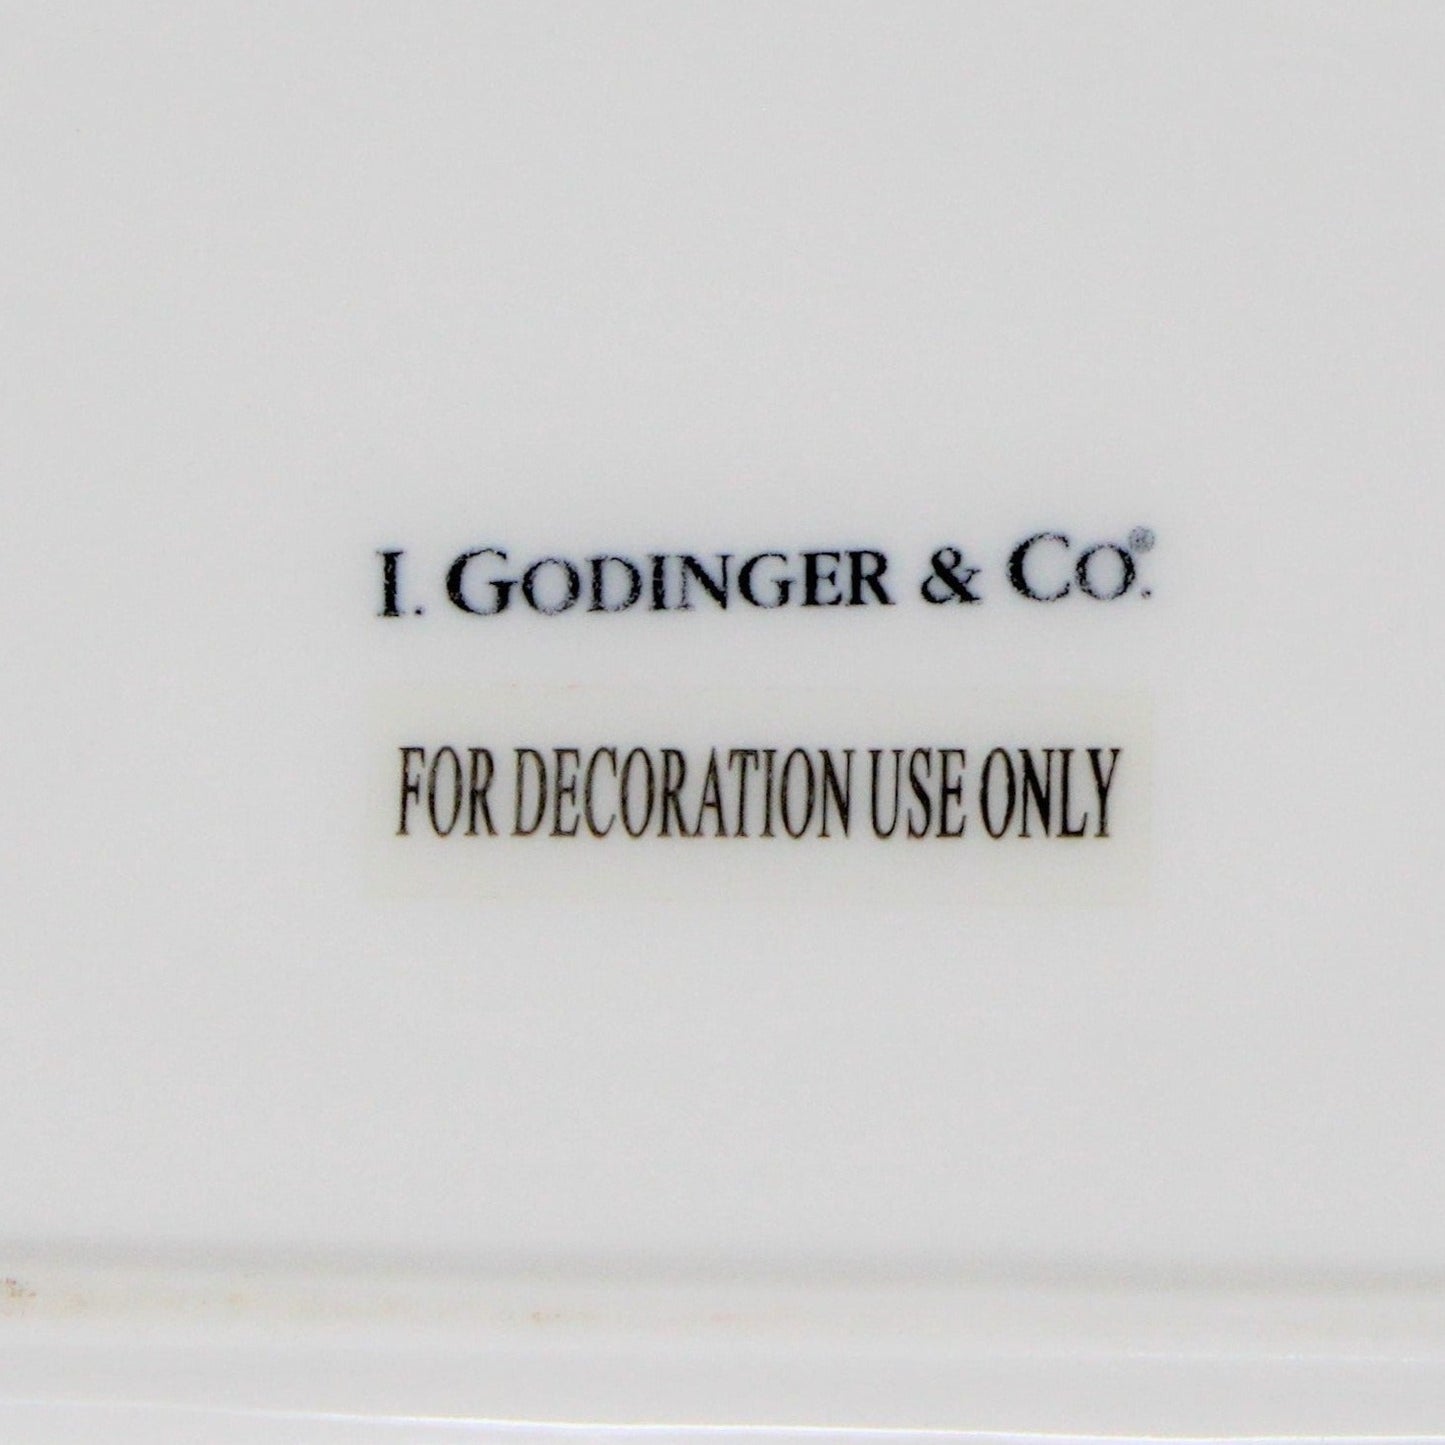 I. GODINGER & CO.®
FOR DECORATION USE ONLY